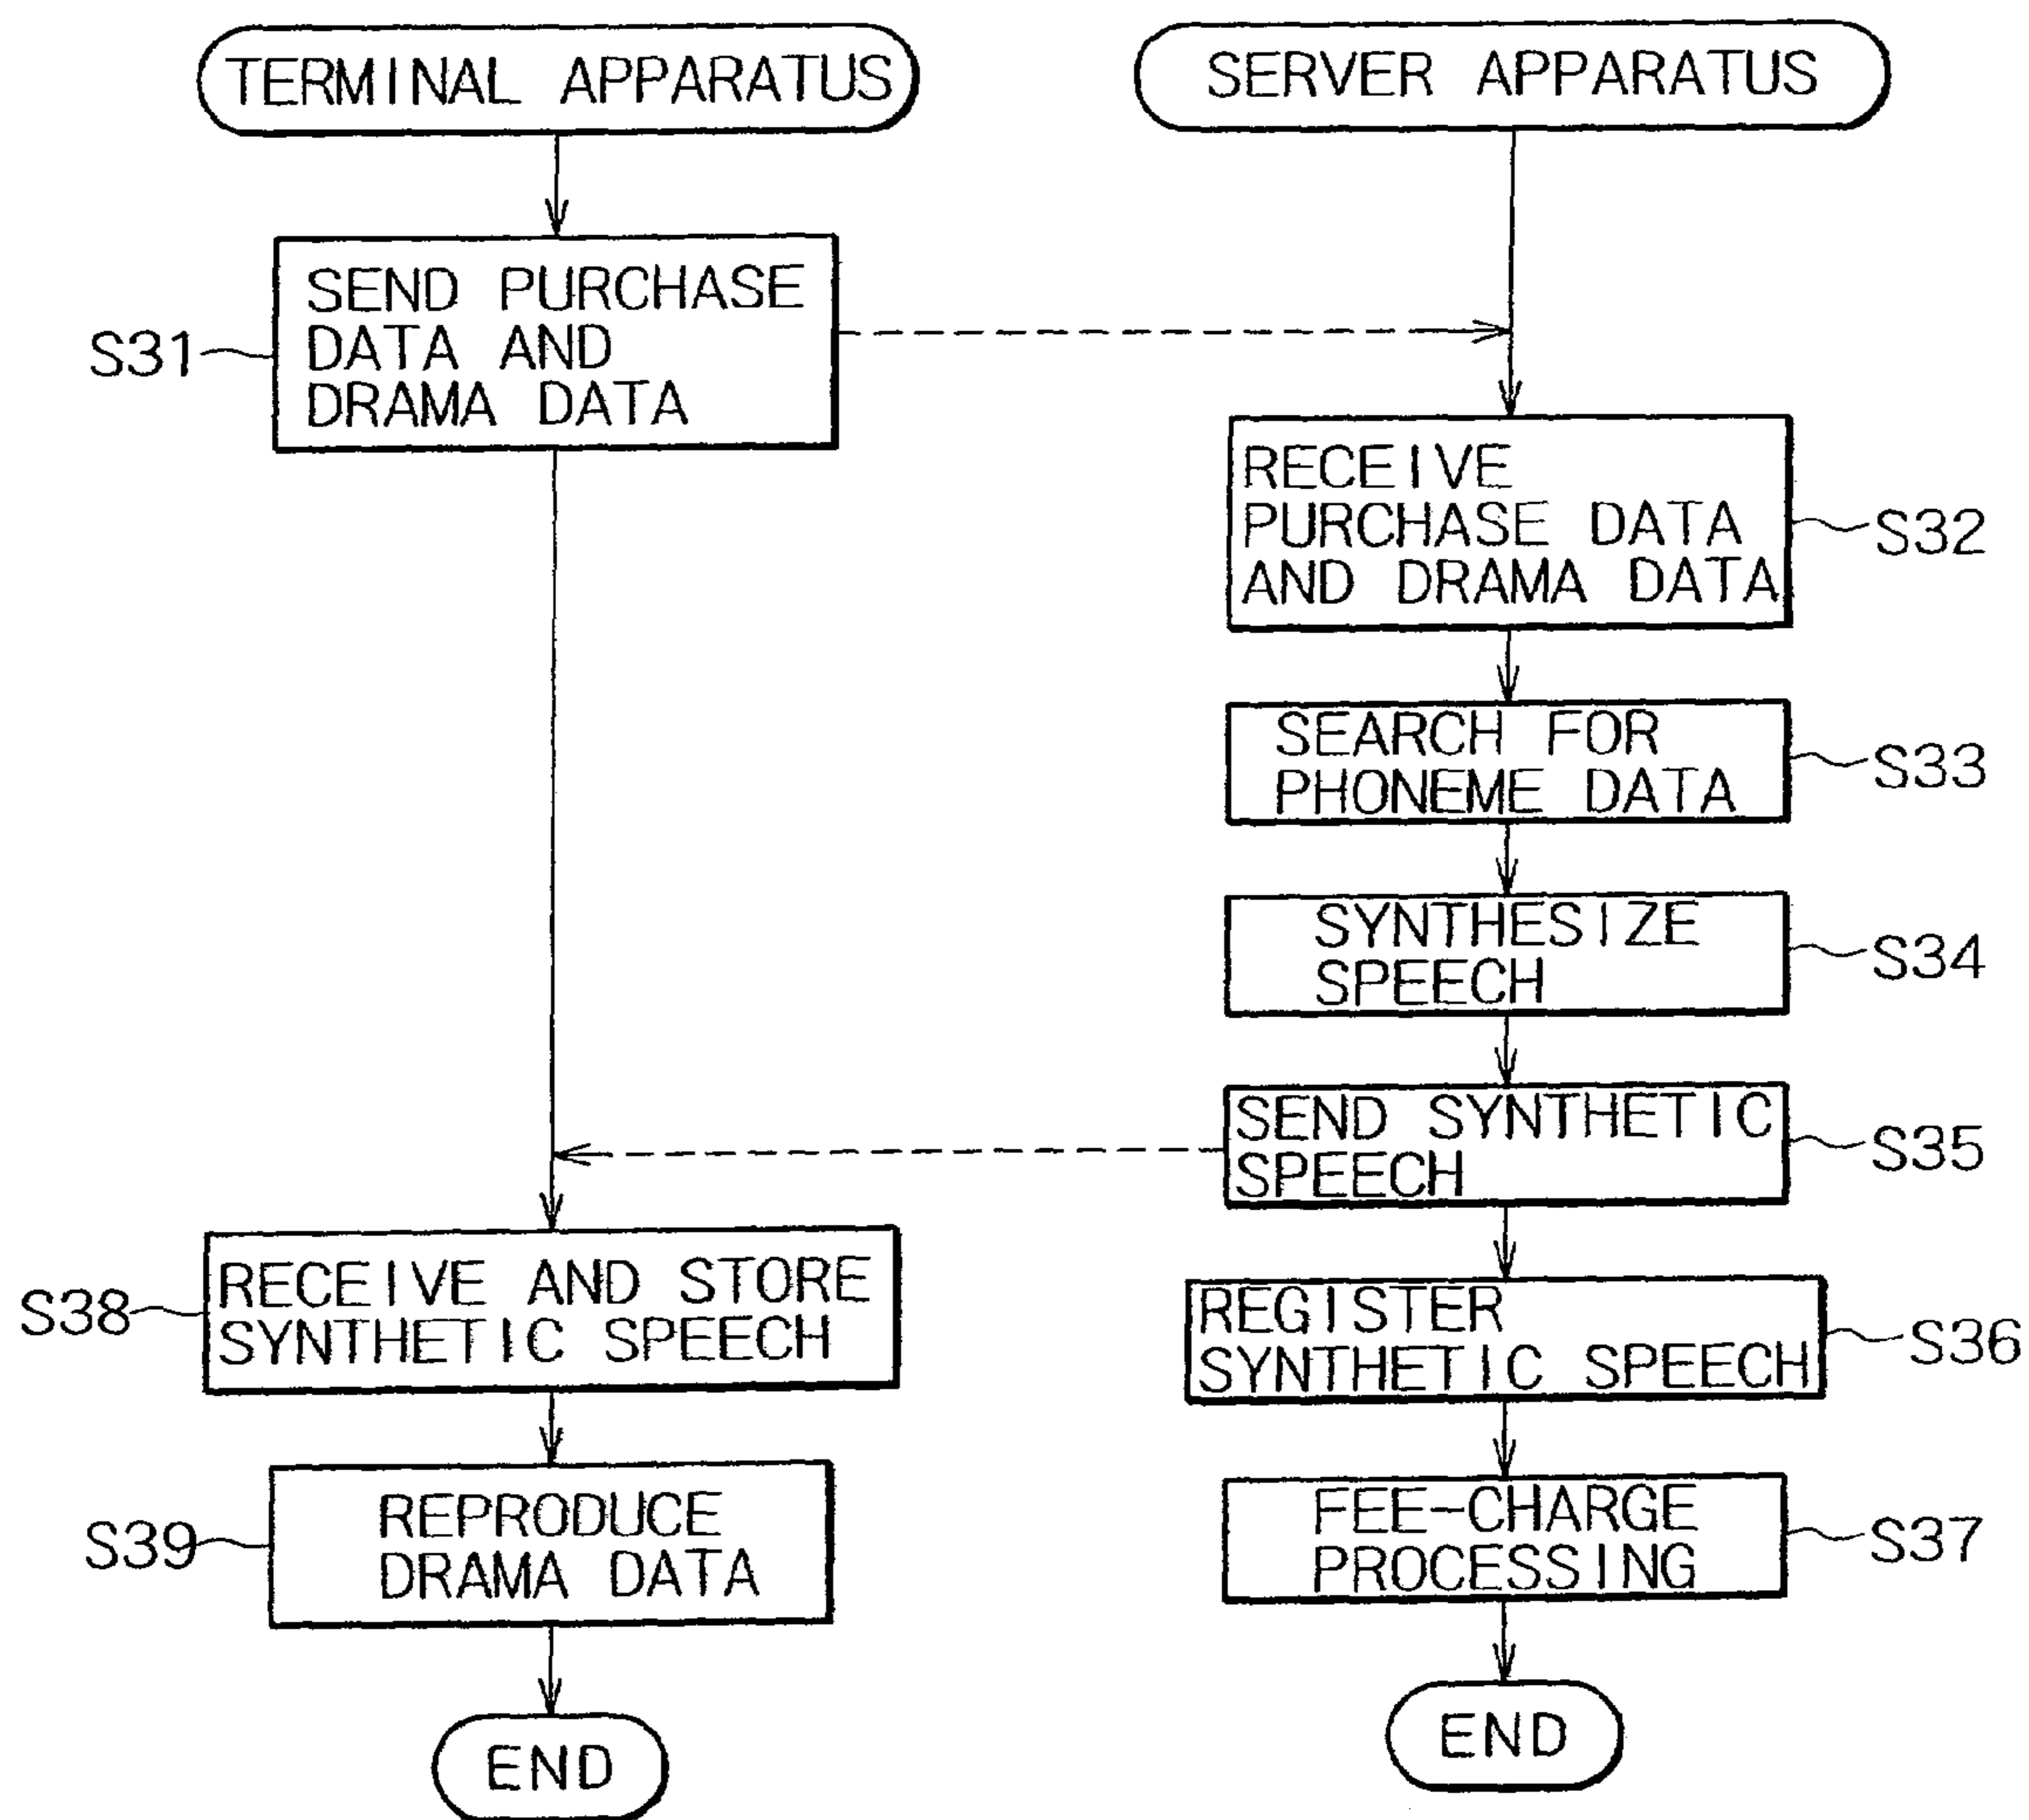 TERMINAL APPARATUS
SERVER APPARATUS
S31
SEND PURCHASE
DATA AND
DRAMA DATA
RECEIVE
PURCHASE DATA
AND DRAMA DATA
S32
SEARCH FOR
PHONEME DATA
S33
SYNTHESIZE
SPEECH
S34
SEND SYNTHETIC
SPEECH
S35
S38
RECEIVE AND STORE
SYNTHETIC SPEECH
REGISTER
SYNTHETIC SPEECH
S36
S39
REPRODUCE
DRAMA DATA
FEE-CHARGE
PROCESSING
S37
END
END